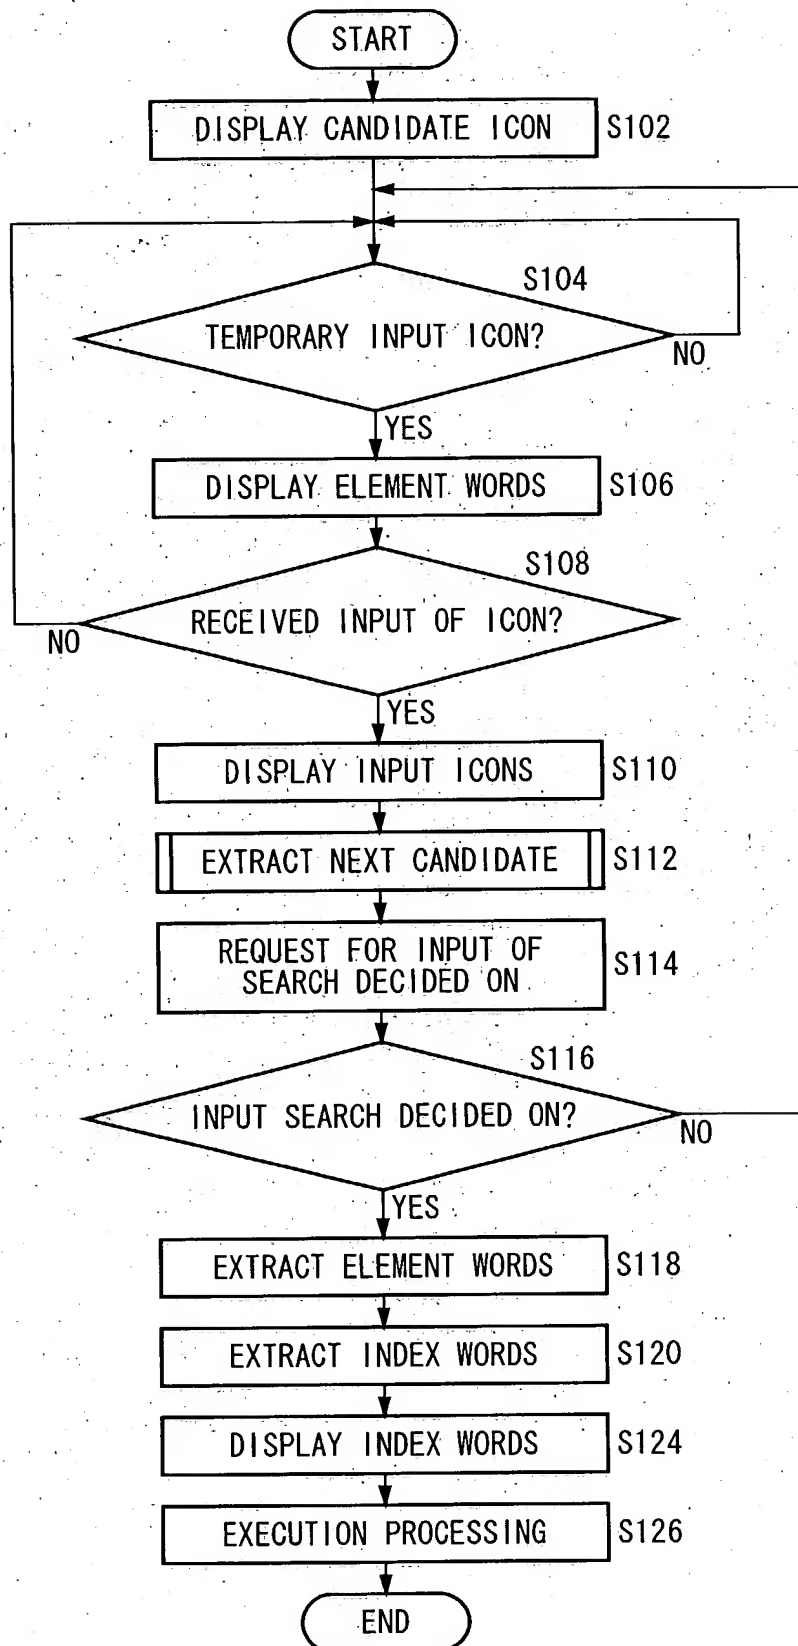 START
DISPLAY CANDIDATE ICON S102
S104
TEMPORARY INPUT ICON?
NO
YES
DISPLAY ELEMENT WORDS S106
S108
RECEIVED INPUT OF ICON?
NO
YES
DISPLAY INPUT ICONS S110
EXTRACT NEXT CANDIDATE S112
REQUEST FOR INPUT OF
SEARCH DECIDED ON S114
S116
INPUT SEARCH DECIDED ON?
NO
YES
EXTRACT ELEMENT WORDS S118
EXTRACT INDEX WORDS S120
DISPLAY INDEX WORDS S124
EXECUTION PROCESSING S126
END